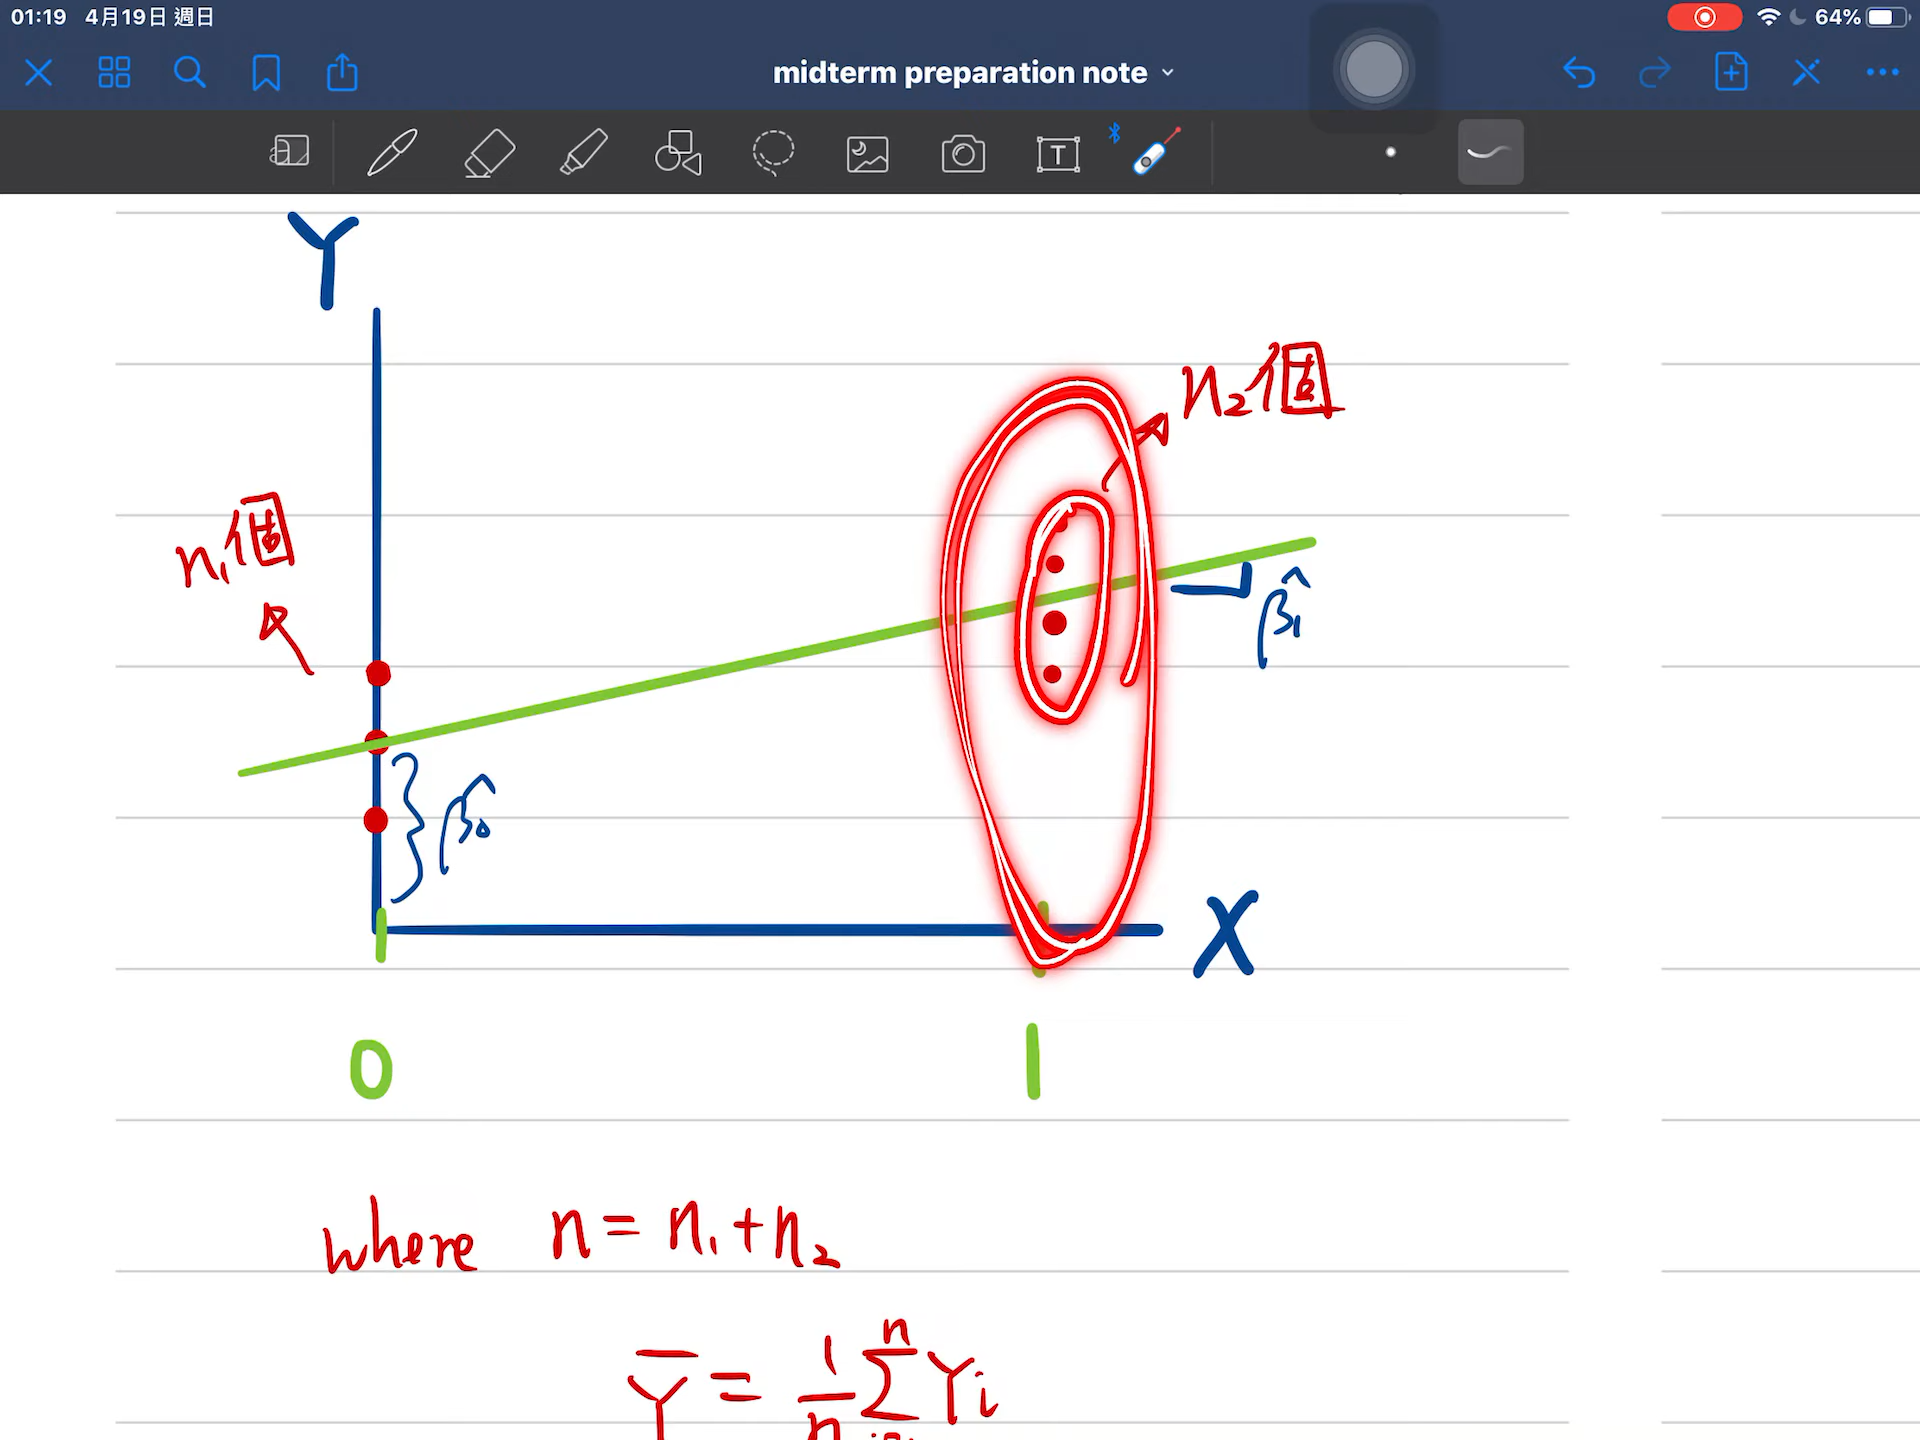 01:19 4月19日 週日 64%
midterm preparation note
T
Y
n₂個
n₁個
β̂₁
β̂₀
X
0 1
where n = n₁ + n₂
Y̅ = 1/n ∑ⁿ Yi